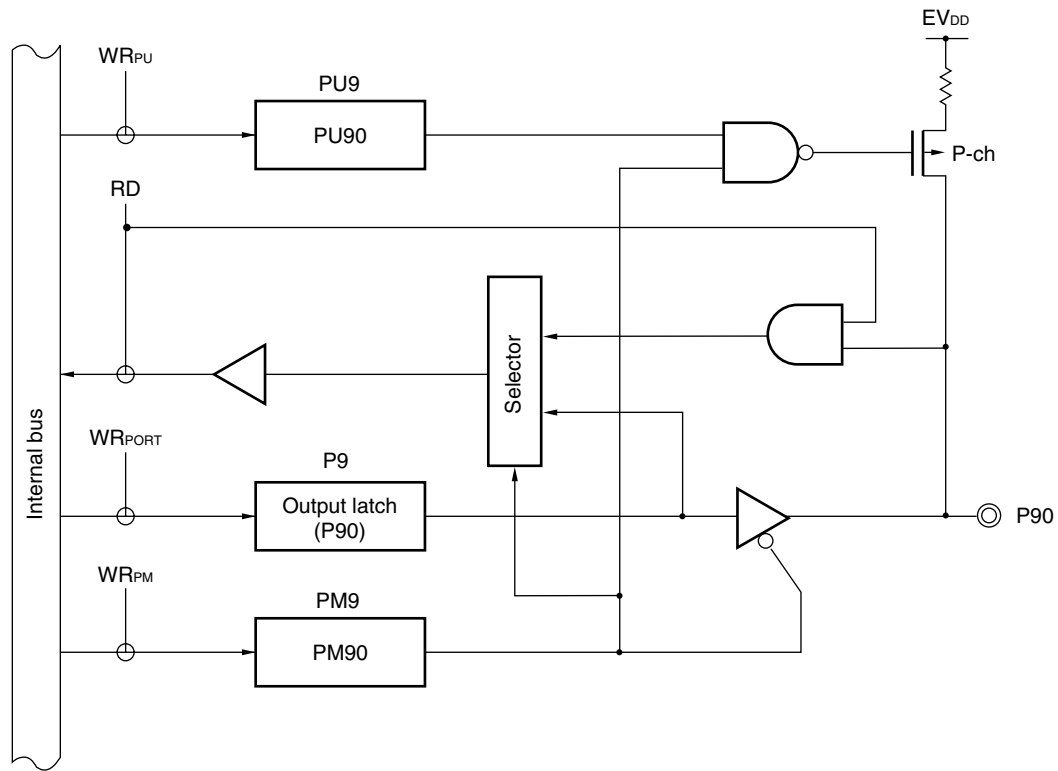 EVDD
WRPU
PU9
PU90
P-ch
RD
Selector
Internal bus
WRPORT
P9
Output latch
(P90)
P90
WRPM
PM9
PM90